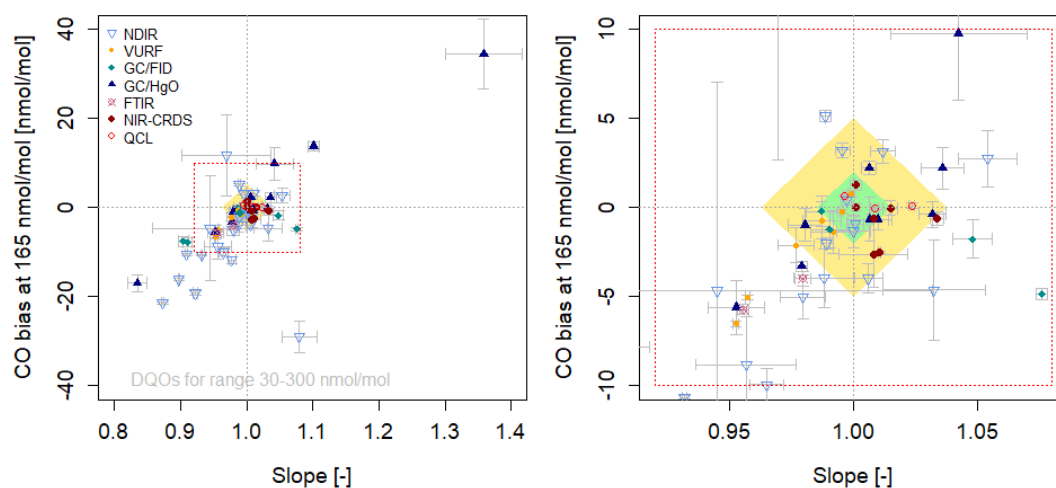 CO bias at 165 nmol/mol [nmol/mol]
40
20
0
-20
-40
NDIR
VURF
GC/FID
GC/HgO
FTIR
NIR-CRDS
QCL
DQOs for range 30-300 nmol/mol
0.8 0.9 1.0 1.1 1.2 1.3 1.4
Slope [-]
CO bias at 165 nmol/mol [nmol/mol]
10
5
0
-5
-10
0.95 1.00 1.05
Slope [-]